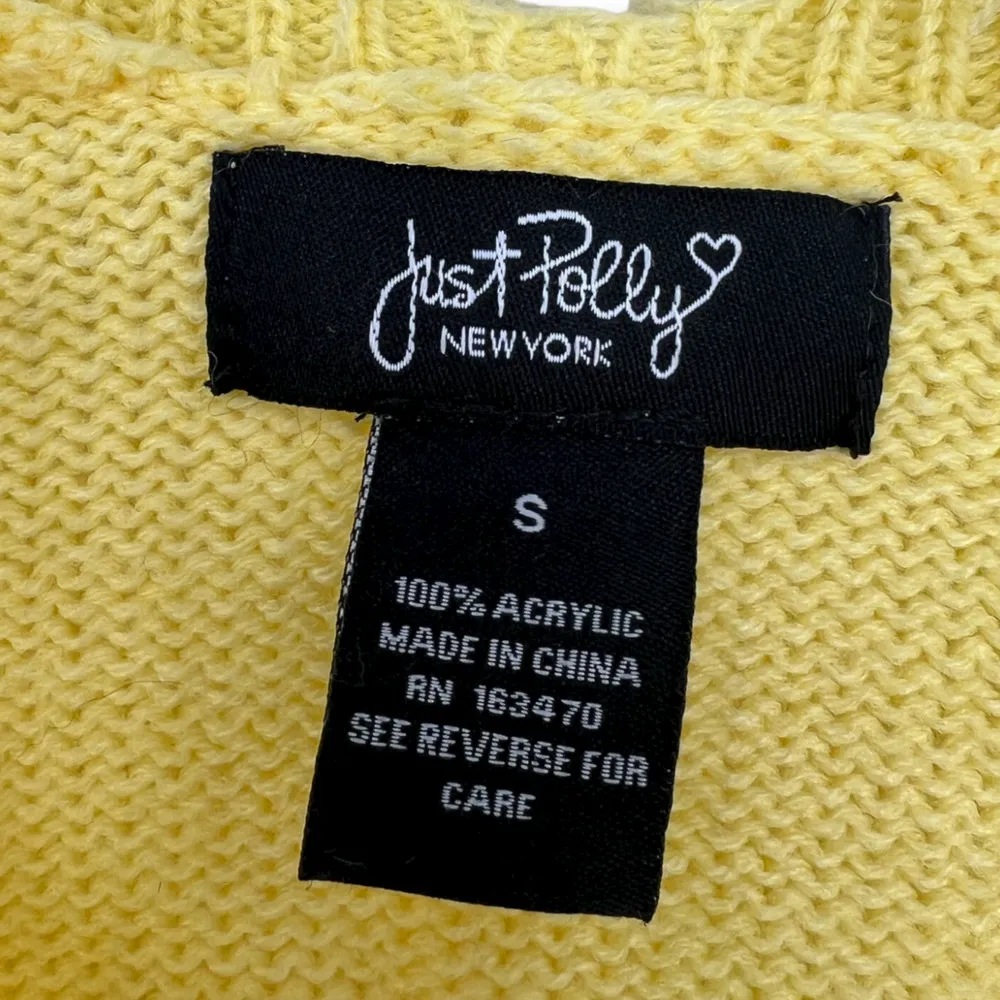 Just Polly
NEW YORK
S
100% ACRYLIC
MADE IN CHINA
RN 163470
SEE REVERSE FOR
CARE